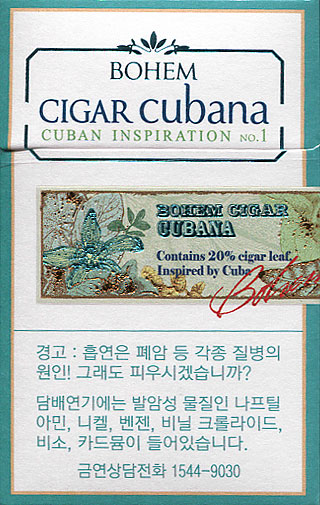 BOHEM
CIGAR cubana
CUBAN INSPIRATION NO.1
BOHEM CIGAR
CUBANA
Contains 20% cigar leaf,
Inspired by Cuba
경고 : 흡연은 폐암 등 각종 질병의
원인! 그래도 피우시겠습니까?
담배연기에는 발암성 물질인 나프틸
아민, 니켈, 벤젠, 비닐 크롤라이드,
비소, 카드뮴이 들어있습니다.
금연상담전화 1544-9030